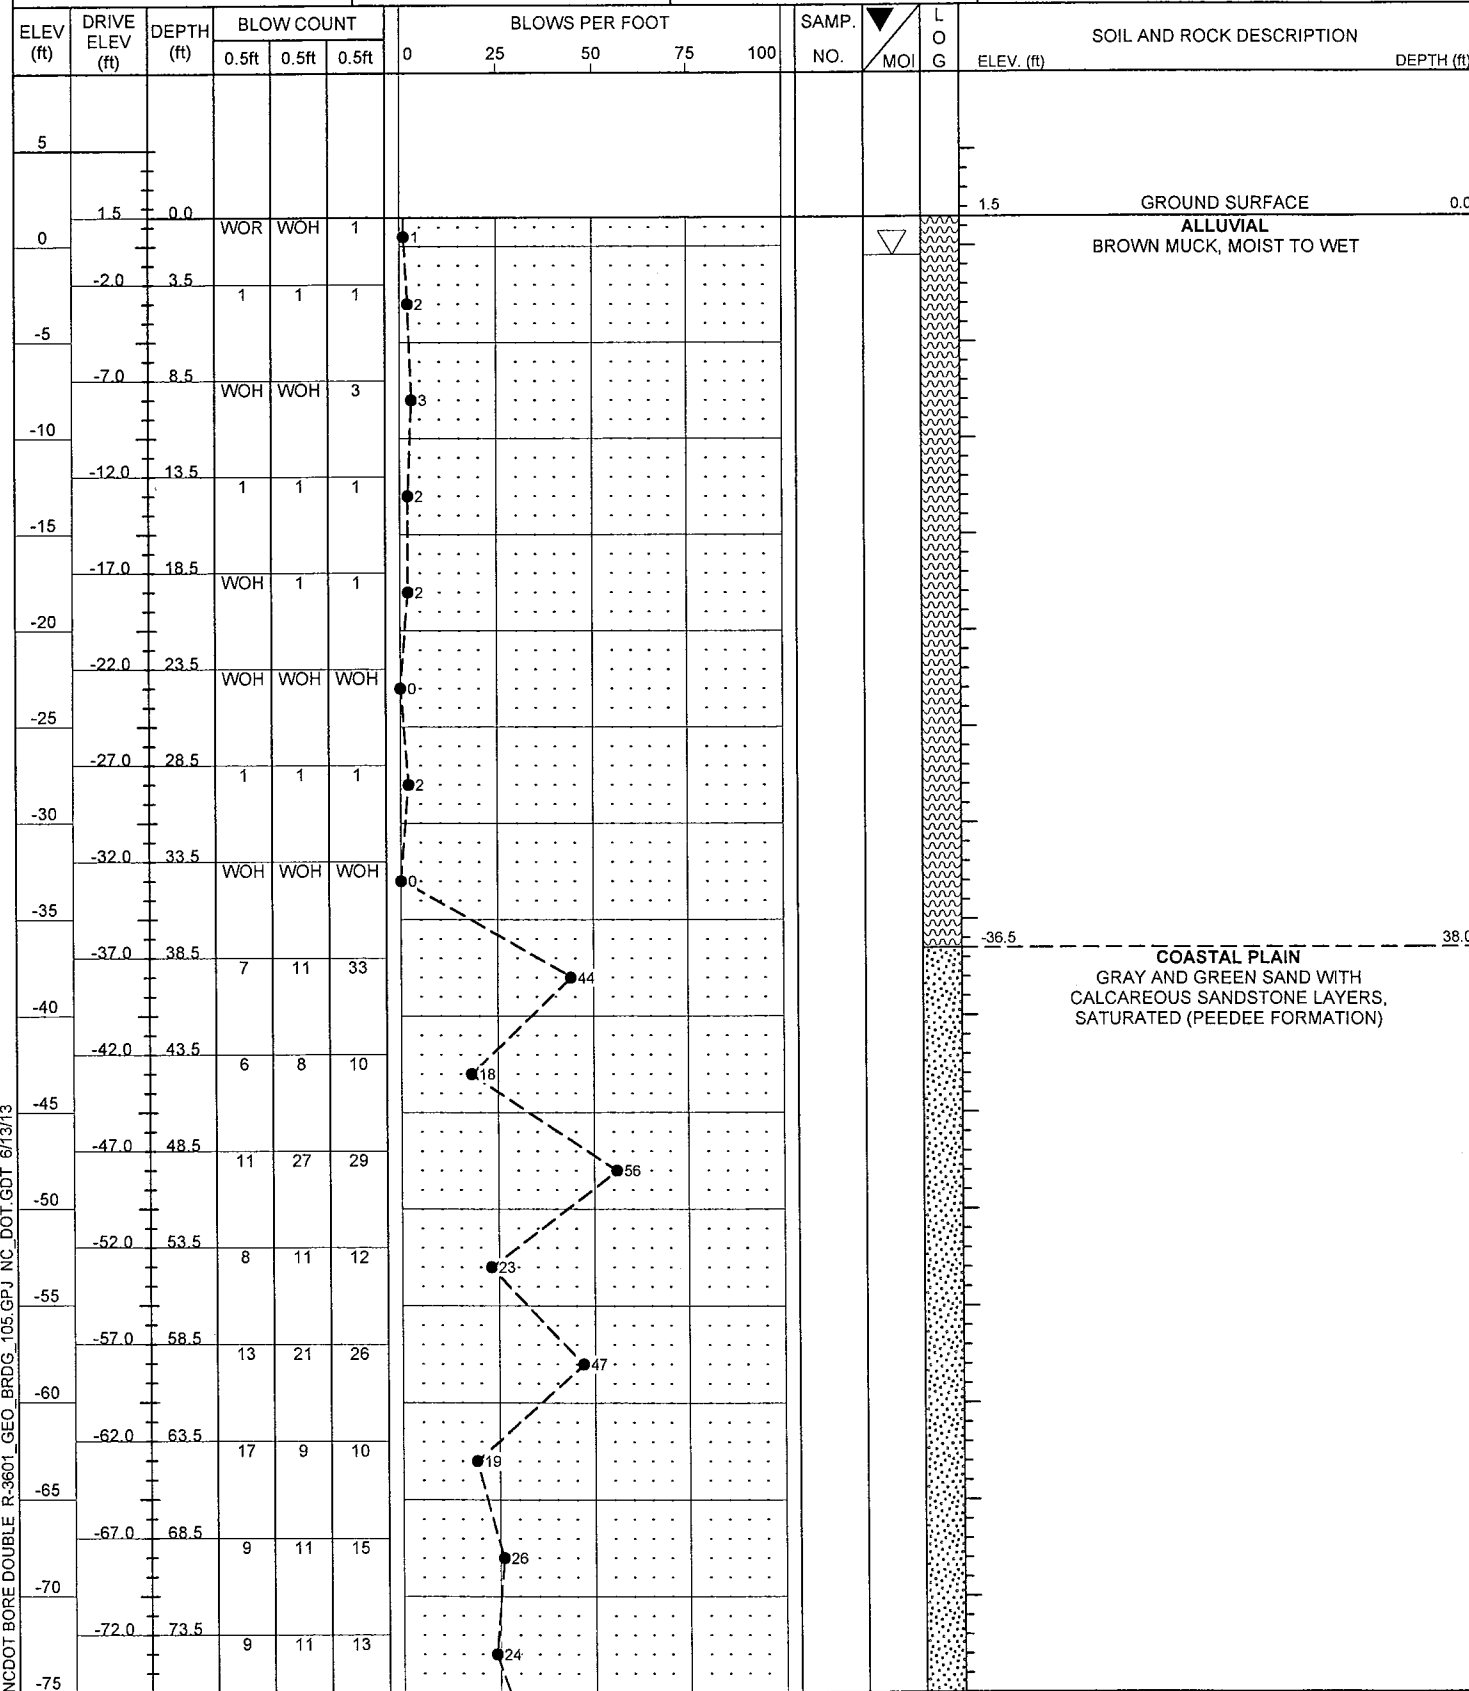 ELEV (ft) DRIVE ELEV (ft) DEPTH (ft) BLOW COUNT BLOWS PER FOOT SAMP. NO. MOI L O G SOIL AND ROCK DESCRIPTION
0.5ft 0.5ft 0.5ft 0 25 50 75 100 ELEV. (ft) DEPTH (ft)
5
1.5 0.0 1.5 GROUND SURFACE 0.0
WOR WOH 1 1 ALLUVIAL
0 BROWN MUCK, MOIST TO WET
-2.0 3.5
1 1 1 2
-5
-7.0 8.5
WOH WOH 3 3
-10
-12.0 13.5
1 1 1 2
-15
-17.0 18.5
WOH 1 1 2
-20
-22.0 23.5
WOH WOH WOH 0
-25
-27.0 28.5
1 1 1 2
-30
-32.0 33.5
WOH WOH WOH 0
-35
-36.5 38.0
-37.0 38.5 COASTAL PLAIN
7 11 33 44 GRAY AND GREEN SAND WITH
CALCAREOUS SANDSTONE LAYERS,
-40 SATURATED (PEEDEE FORMATION)
-42.0 43.5
6 8 10 18
-45
-47.0 48.5
11 27 29 56
-50
-52.0 53.5
8 11 12 23
-55
-57.0 58.5
13 21 26 47
-60
-62.0 63.5
17 9 10 19
-65
-67.0 68.5
9 11 15 26
-70
-72.0 73.5
9 11 13 24
-75
NCDOT BORE DOUBLE R-3601_GEO_BRDG_105.GPJ NC_DOT.GDT 6/13/13